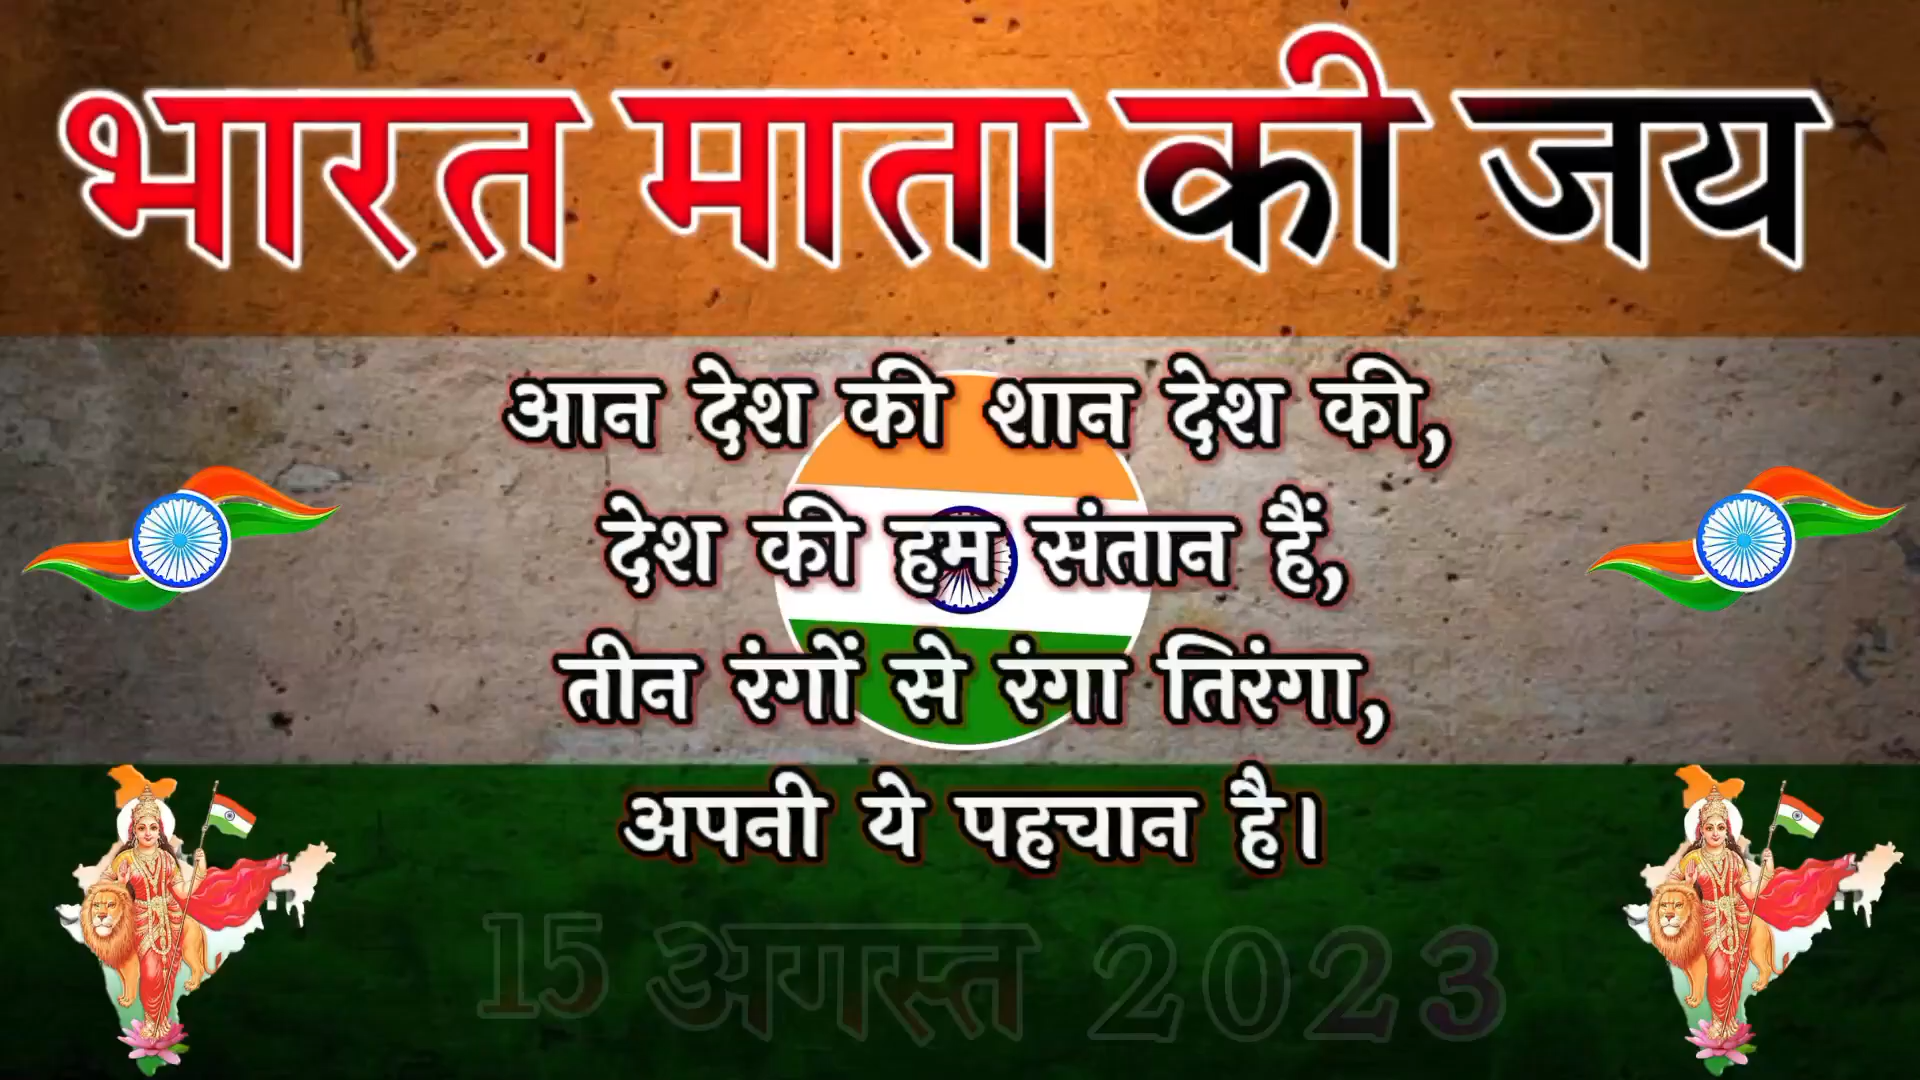 भारत माता की जय
आन देश की शान देश की,
देश की हम संतान हैं,
तीन रंगों से रंगा तिरंगा,
अपनी ये पहचान है।
15 अगस्त 2023